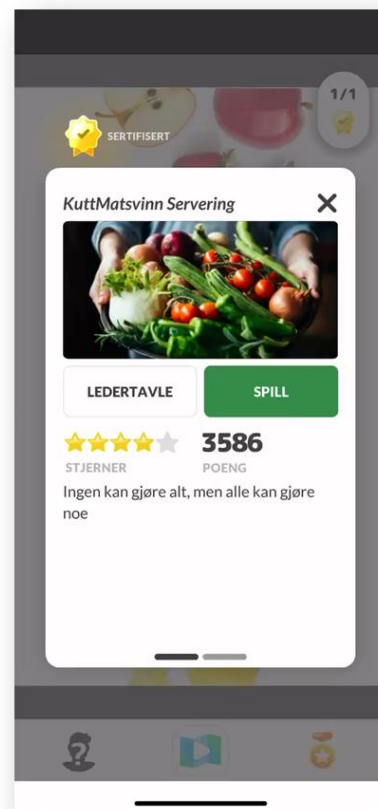 1/1
SERTIFISERT
KuttMatsvinn Servering
LEDERTAVLE
SPILL
3586
STJERNER
POENG
Ingen kan gjøre alt, men alle kan gjøre
noe
?